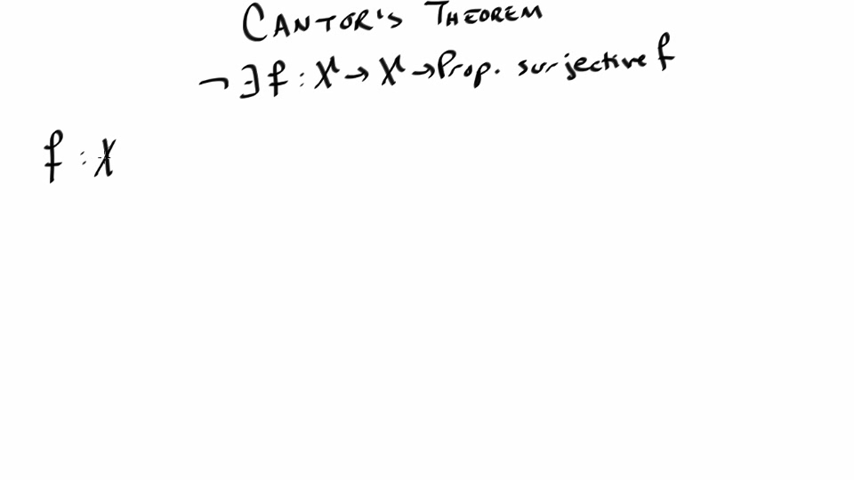 CANTOR'S THEOREM
¬∃f : X → X → Prop. surjective f
f : X